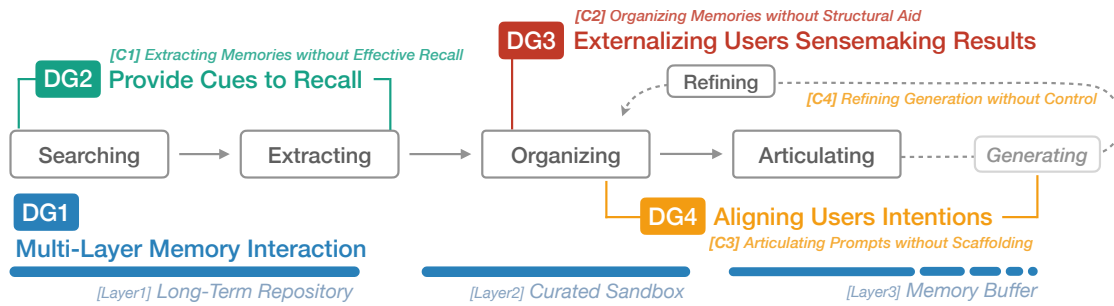 [C2] Organizing Memories without Structural Aid
[C1] Extracting Memories without Effective Recall
DG3 Externalizing Users Sensemaking Results
DG2 Provide Cues to Recall
Refining
[C4] Refining Generation without Control
Searching
Extracting
Organizing
Articulating
Generating
DG1
Multi-Layer Memory Interaction
DG4 Aligning Users Intentions
[C3] Articulating Prompts without Scaffolding
[Layer1] Long-Term Repository
[Layer2] Curated Sandbox
[Layer3] Memory Buffer